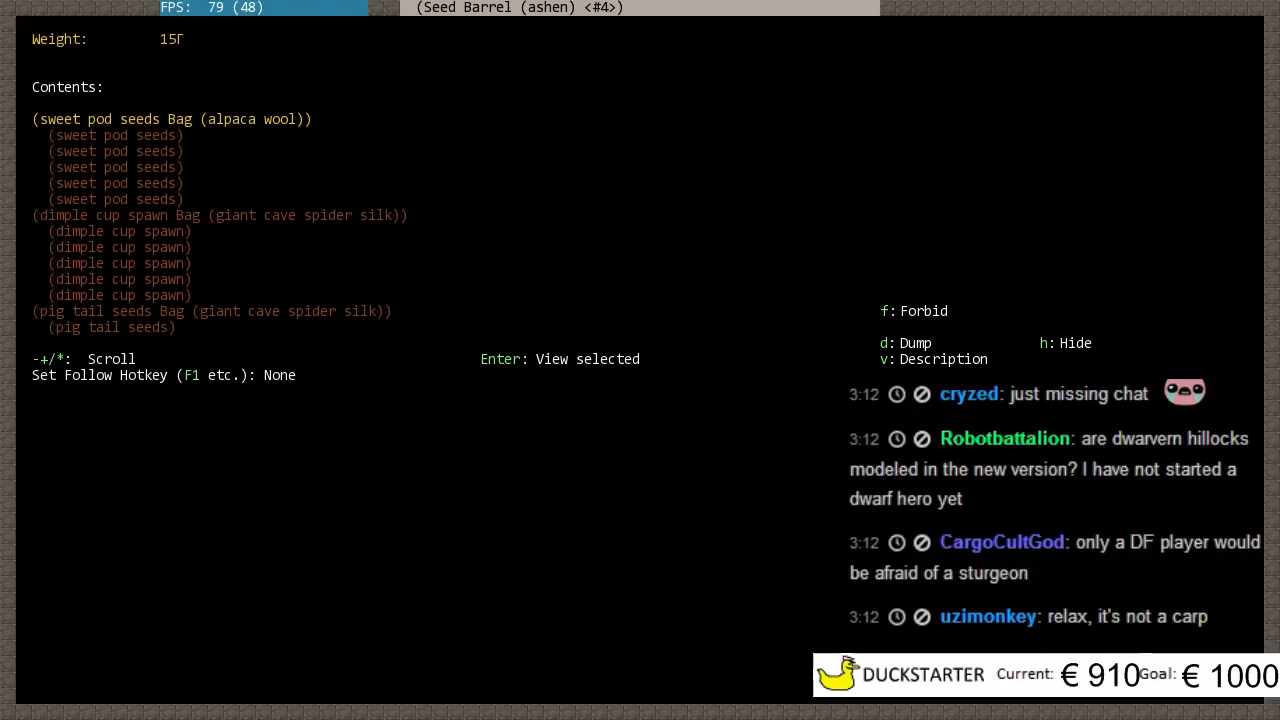 FPS: 79 (48)
(Seed Barrel (ashen) <#4>)
Weight: 15Γ
Contents:
(sweet pod seeds Bag (alpaca wool))
(sweet pod seeds)
(sweet pod seeds)
(sweet pod seeds)
(sweet pod seeds)
(sweet pod seeds)
(dimple cup spawn Bag (giant cave spider silk))
(dimple cup spawn)
(dimple cup spawn)
(dimple cup spawn)
(dimple cup spawn)
(dimple cup spawn)
(pig tail seeds Bag (giant cave spider silk))
(pig tail seeds)
f: Forbid
d: Dump h: Hide
-+/*: Scroll Enter: View selected v: Description
Set Follow Hotkey (F1 etc.): None
3:12 cryzed: just missing chat
3:12 Robotbattalion: are dwarvern hillocks
modeled in the new version? I have not started a
dwarf hero yet
3:12 CargoCultGod: only a DF player would
be afraid of a sturgeon
3:12 uzimonkey: relax, it's not a carp
DUCKSTARTER Current: € 910 Goal: € 1000